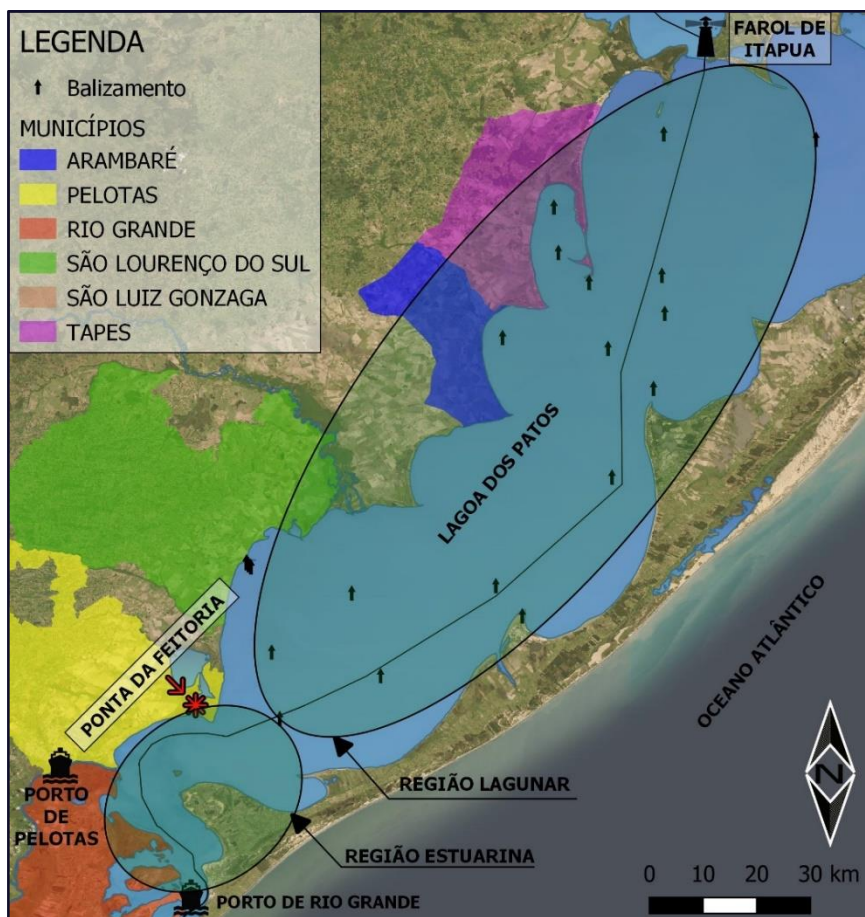 LEGENDA
Balizamento
MUNICÍPIOS
ARAMBARÉ
PELOTAS
RIO GRANDE
SÃO LOURENÇO DO SUL
SÃO LUIZ GONZAGA
TAPES
FAROL DE
ITAPUA
LAGOA DOS PATOS
OCEANO ATLÂNTICO
PONTA DA FEITORIA
PORTO
DE
PELOTAS
REGIÃO LAGUNAR
REGIÃO ESTUARINA
PORTO DE RIO GRANDE
N
0 10 20 30 km